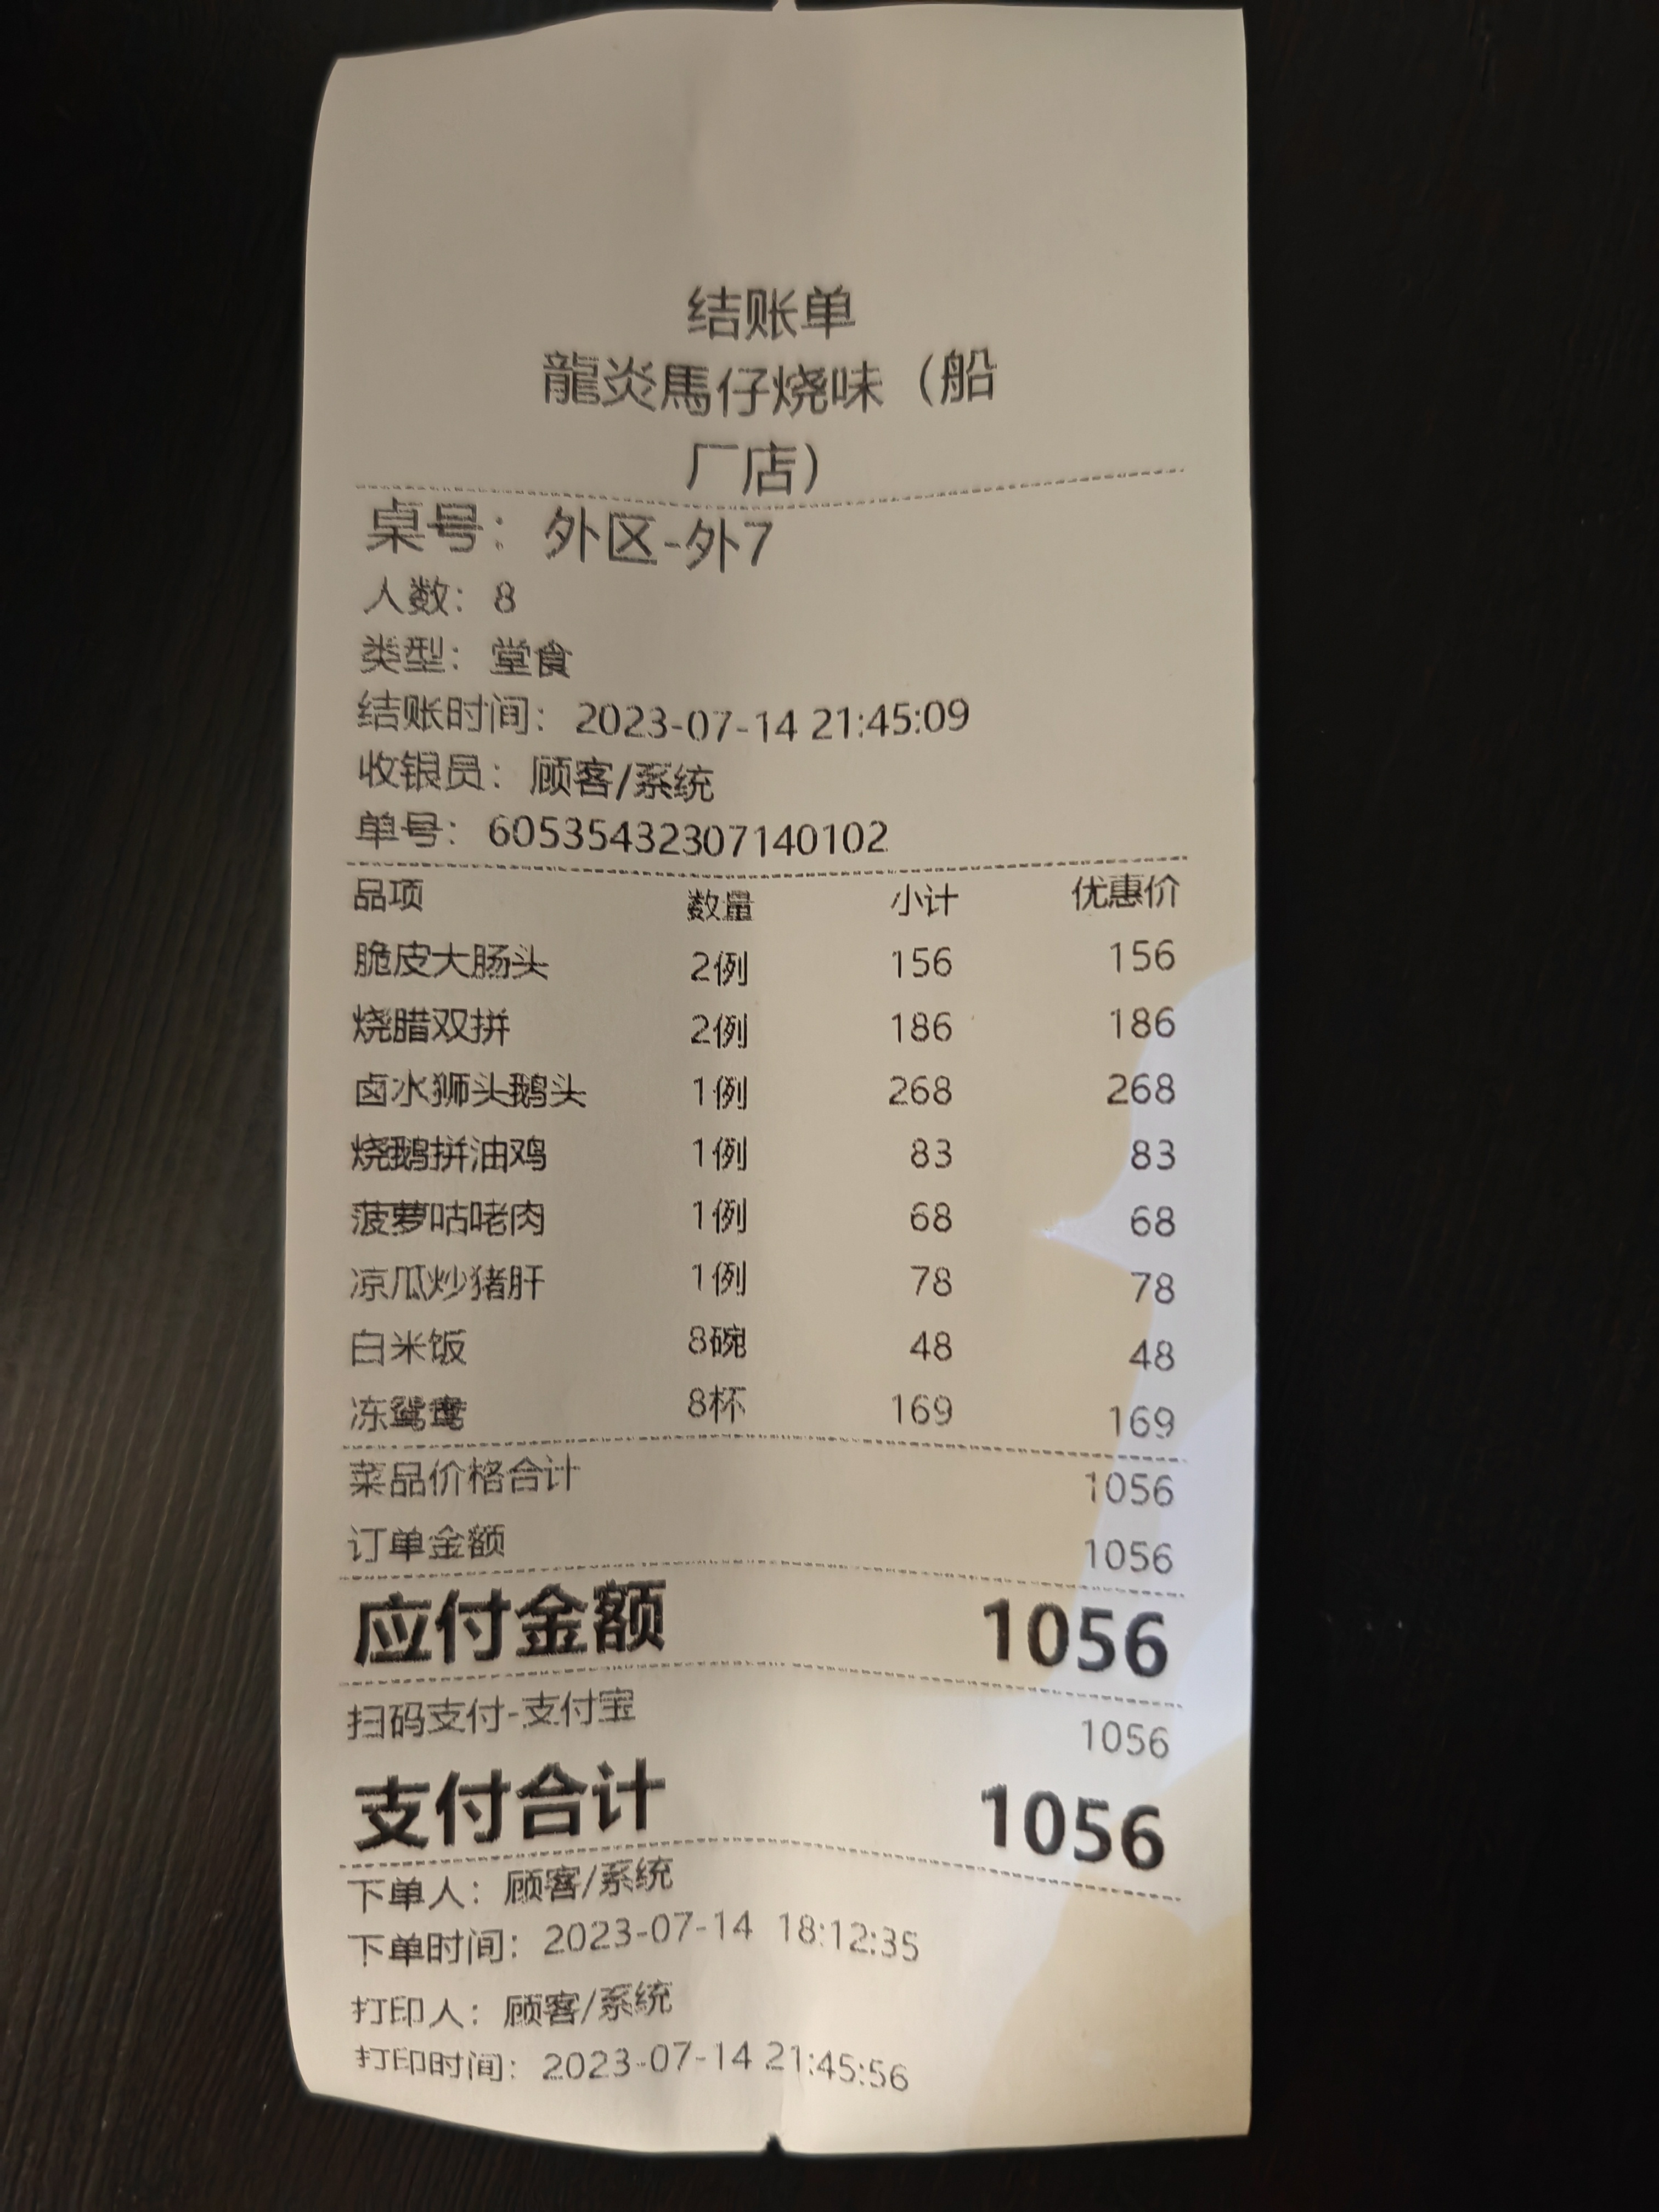 结账单
龍炎馬仔烧味（船
厂店）
桌号：外区-外7
人数：8
类型：堂食
结账时间：2023-07-14 21:45:09
收银员：顾客/系统
单号：605354432307140102
品项 数量 小计 优惠价
脆皮大肠头 2例 156 156
烧腊双拼 2例 186 186
卤水狮头鹅头 1例 268 268
烧鹅拼油鸡 1例 83 83
菠萝咕咾肉 1例 68 68
凉瓜炒猪肝 1例 78 78
白米饭 8碗 48 48
冻鸳鸯 8杯 169 169
菜品价格合计 1056
订单金额 1056
应付金额 1056
扫码支付-支付宝 1056
支付合计 1056
下单人：顾客/系统
下单时间：2023-07-14 18:12:35
打印人：顾客/系统
打印时间：2023-07-14 21:45:56